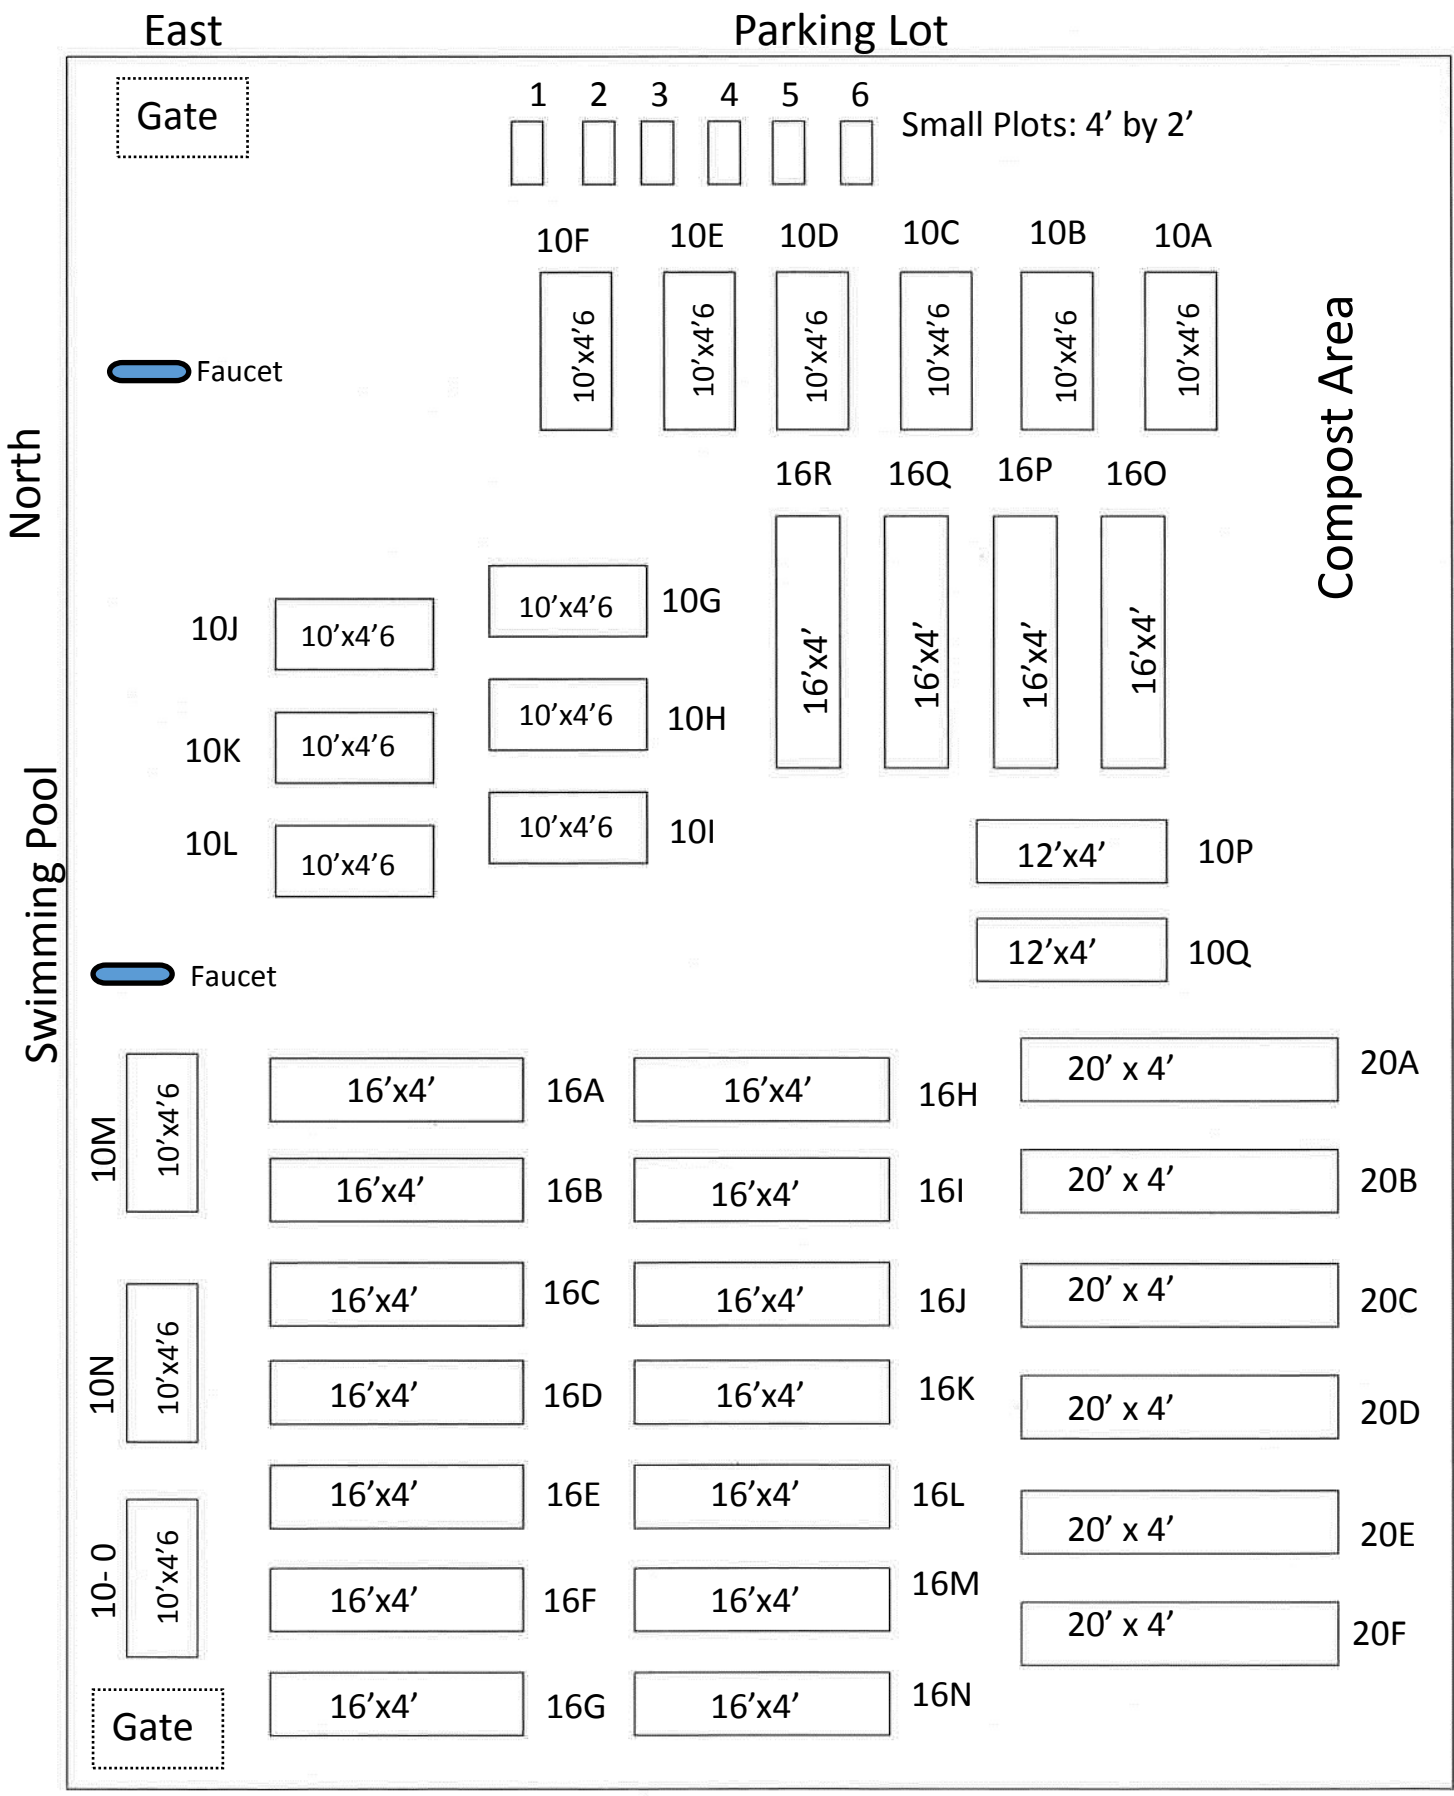 East
Parking Lot
Gate
1 2 3 4 5 6
Small Plots: 4’ by 2’
10F 10E 10D 10C 10B 10A
10’x4’6 10’x4’6 10’x4’6 10’x4’6 10’x4’6 10’x4’6
Faucet
North
Compost Area
16R 16Q 16P 16O
16’x4’ 16’x4’ 16’x4’ 16’x4’
10’x4’6 10G
10J 10’x4’6
10’x4’6 10H
10K 10’x4’6
10’x4’6 10I
10L 10’x4’6
12’x4’ 10P
12’x4’ 10Q
Swimming Pool
Faucet
10M 10’x4’6
10N 10’x4’6
10- 0 10’x4’6
16’x4’ 16A 16’x4’ 16H 20’ x 4’ 20A
16’x4’ 16B 16’x4’ 16I 20’ x 4’ 20B
16’x4’ 16C 16’x4’ 16J 20’ x 4’ 20C
16’x4’ 16D 16’x4’ 16K 20’ x 4’ 20D
16’x4’ 16E 16’x4’ 16L 20’ x 4’ 20E
16’x4’ 16F 16’x4’ 16M 20’ x 4’ 20F
16’x4’ 16G 16’x4’ 16N
Gate